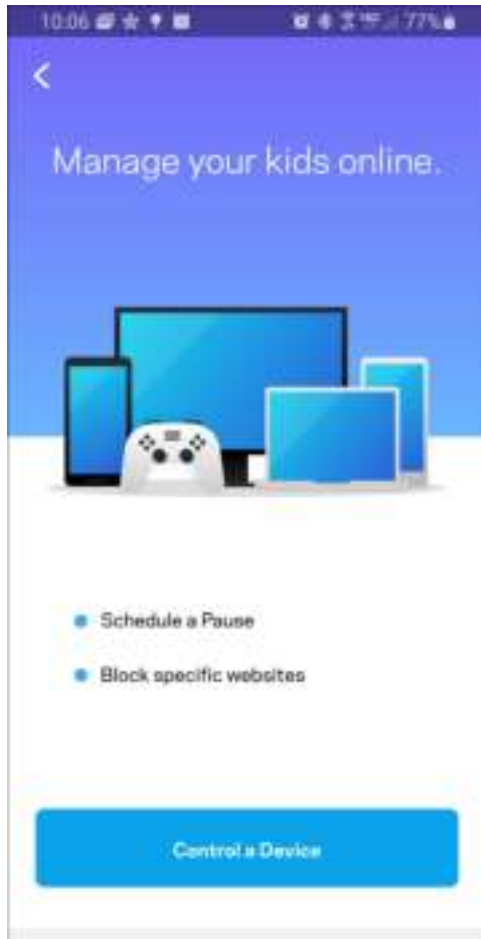 10:06 77%
Manage your kids online.
Schedule a Pause
Block specific websites
Control a Device